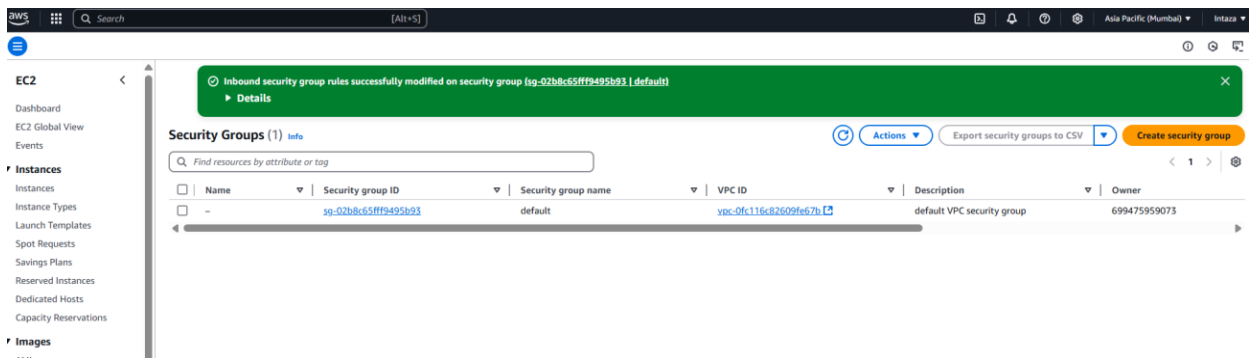 aws Search [Alt+S] Asia Pacific (Mumbai) ▼ Intaza ▼
EC2
Dashboard
EC2 Global View
Events
▼ Instances
Instances
Instance Types
Launch Templates
Spot Requests
Savings Plans
Reserved Instances
Dedicated Hosts
Capacity Reservations
▼ Images
Inbound security group rules successfully modified on security group (sg-02b8c65fff9495b93 | default)
▶ Details
Security Groups (1) Info Actions ▼ Export security groups to CSV ▼ Create security group
Find resources by attribute or tag < 1 >
Name Security group ID Security group name VPC ID Description Owner
– sg-02b8c65fff9495b93 default vpc-0fc116c82609fe67b default VPC security group 699475959073